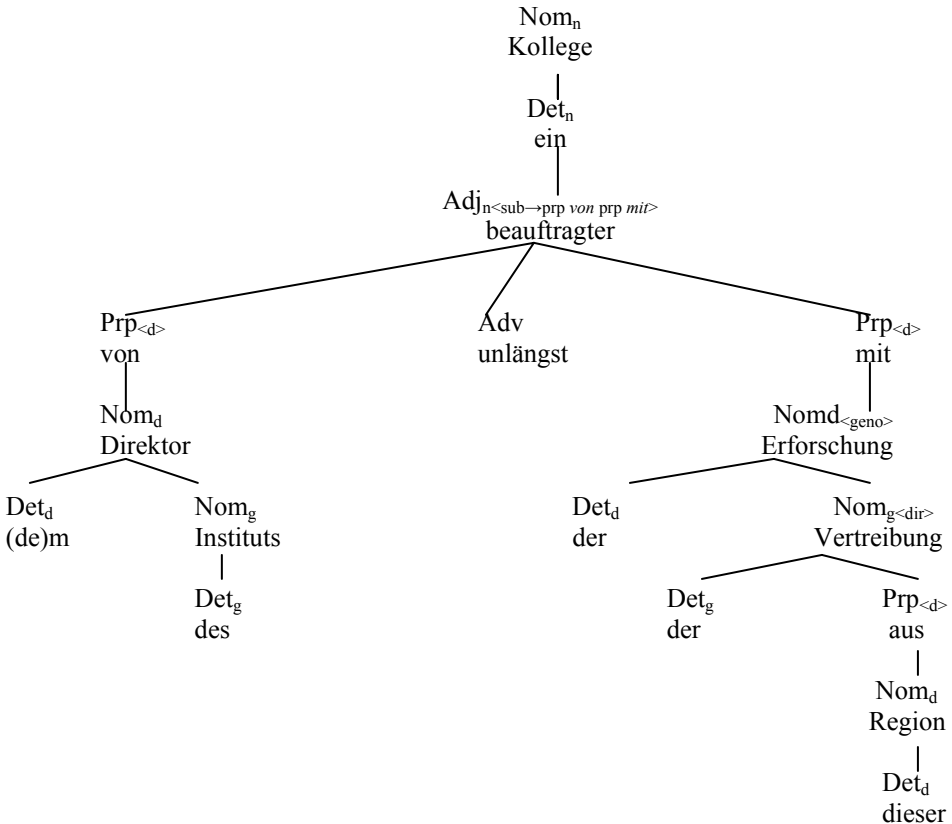 Nomn
Kollege
Detn
ein
Adjn<sub→prp von prp mit>
beauftragter
Prp<d> Adv Prp<d>
von unlängst mit
Nomd Nomd<geno>
Direktor Erforschung
Detd Nomg Detd Nomg<dir>
(de)m Instituts der Vertreibung
Detg Detg Prp<d>
des der aus
Nomd
Region
Detd
dieser